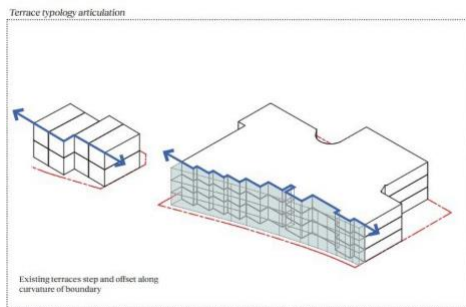 Terrace typology articulation
Existing terraces step and offset along
curvature of boundary